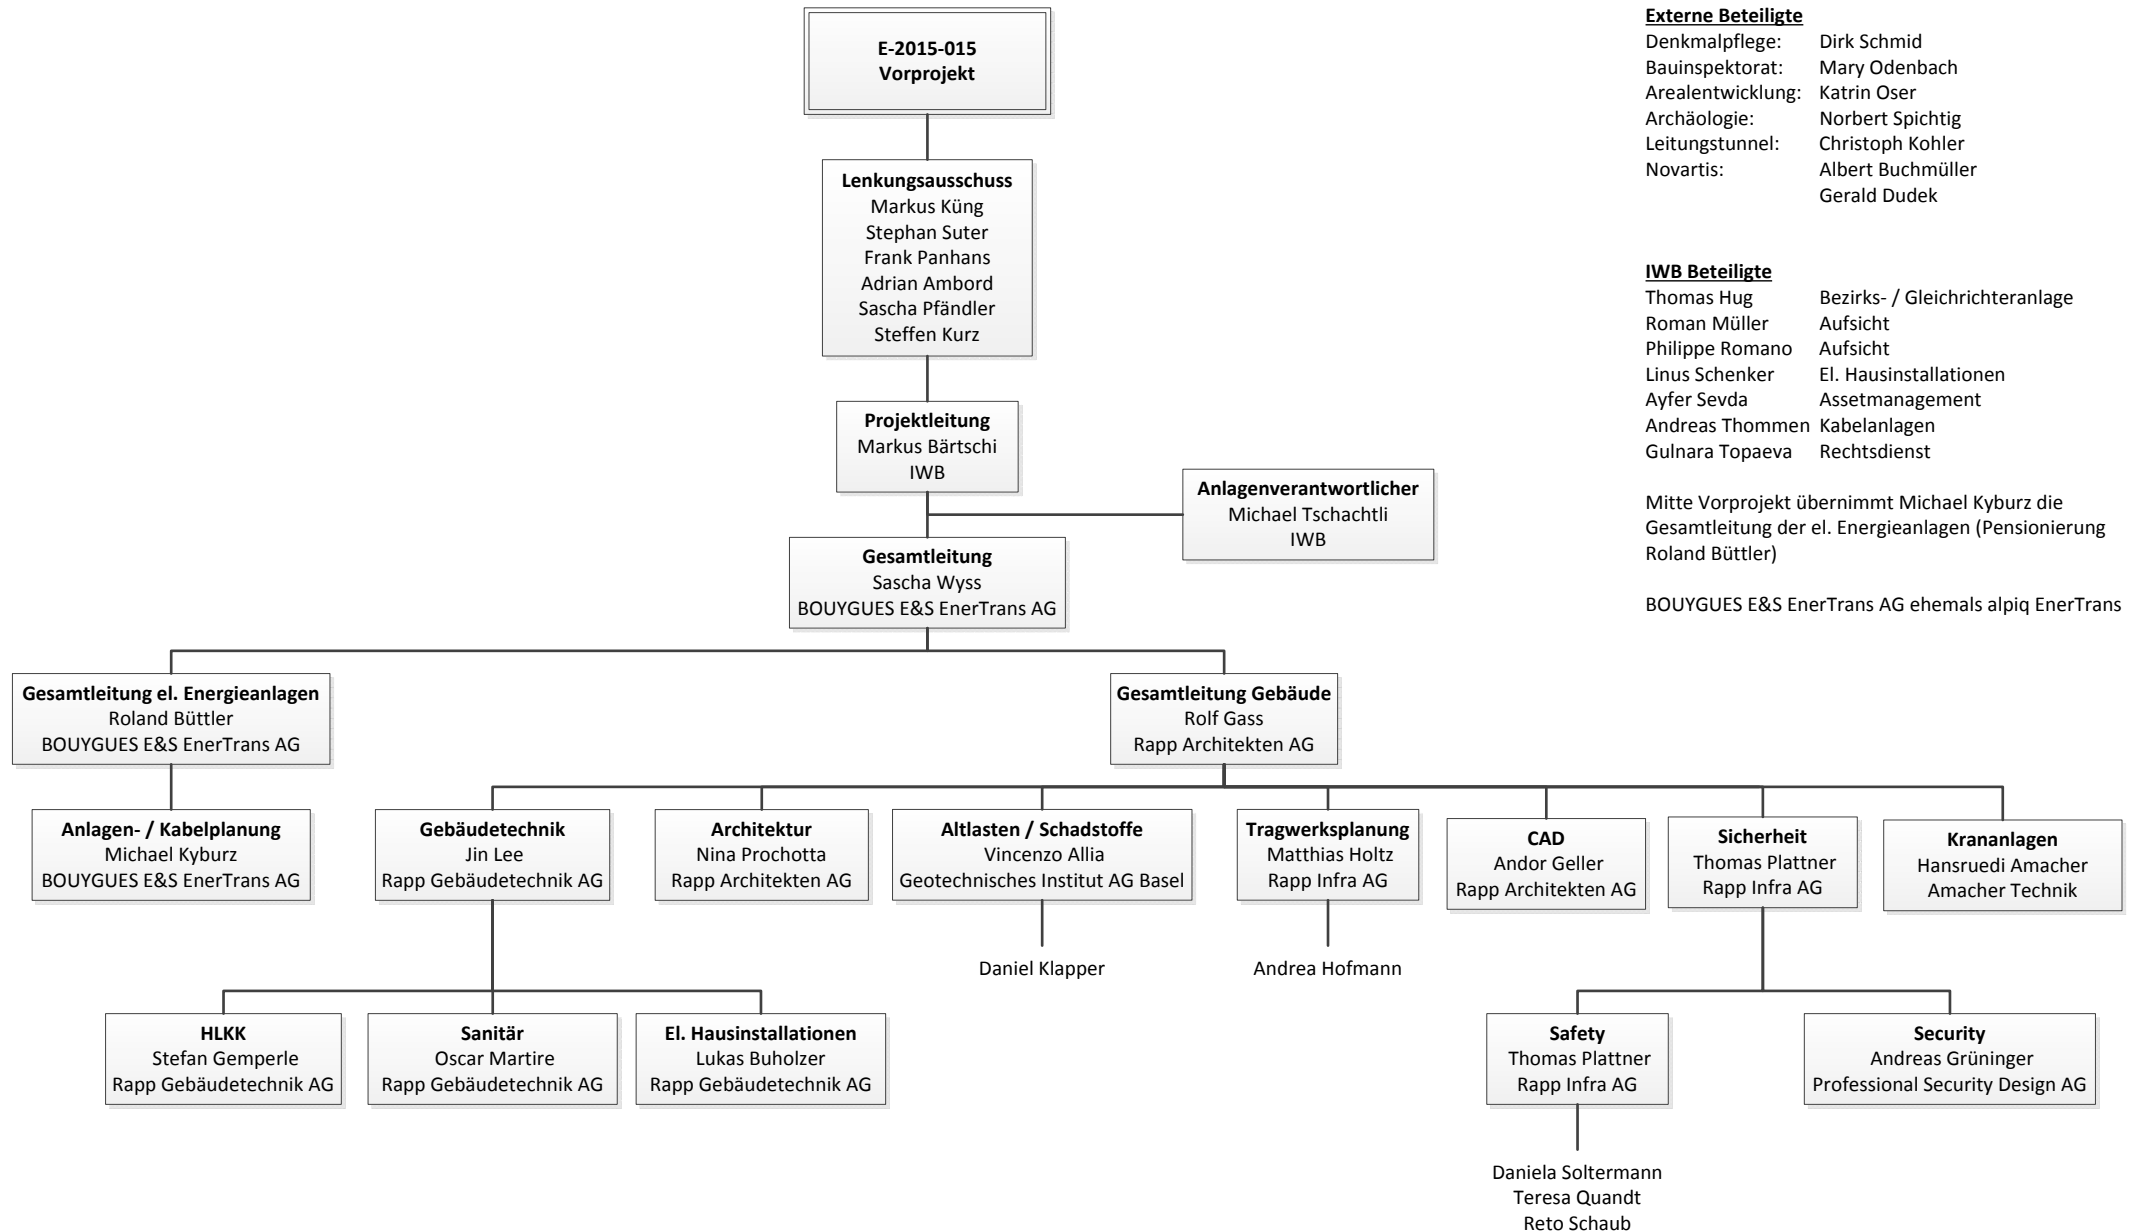 E-2015-015
Vorprojekt
Lenkungsausschuss
Markus Küng
Stephan Suter
Frank Panhans
Adrian Ambord
Sascha Pfändler
Steffen Kurz
Projektleitung
Markus Bärtschi
IWB
Anlagenverantwortlicher
Michael Tschachtli
IWB
Gesamtleitung
Sascha Wyss
BOUYGUES E&S EnerTrans AG
Externe Beteiligte
Denkmalpflege: Dirk Schmid
Bauinspektorat: Mary Odenbach
Arealentwicklung: Katrin Oser
Archäologie: Norbert Spichtig
Leitungstunnel: Christoph Kohler
Novartis: Albert Buchmüller
Gerald Dudek
IWB Beteiligte
Thomas Hug Bezirks- / Gleichrichteranlage
Roman Müller Aufsicht
Philippe Romano Aufsicht
Linus Schenker El. Hausinstallationen
Ayfer Sevda Assetmanagement
Andreas Thommen Kabelanlagen
Gulnara Topaeva Rechtsdienst
Mitte Vorprojekt übernimmt Michael Kyburz die
Gesamtleitung der el. Energieanlagen (Pensionierung
Roland Büttler)
BOUYGUES E&S EnerTrans AG ehemals alpiq EnerTrans
Gesamtleitung el. Energieanlagen
Roland Büttler
BOUYGUES E&S EnerTrans AG
Gesamtleitung Gebäude
Rolf Gass
Rapp Architekten AG
Anlagen- / Kabelplanung
Michael Kyburz
BOUYGUES E&S EnerTrans AG
Gebäudetechnik
Jin Lee
Rapp Gebäudetechnik AG
Architektur
Nina Prochotta
Rapp Architekten AG
Altlasten / Schadstoffe
Vincenzo Allia
Geotechnisches Institut AG Basel
Daniel Klapper
Tragwerksplanung
Matthias Holtz
Rapp Infra AG
Andrea Hofmann
CAD
Andor Geller
Rapp Architekten AG
Sicherheit
Thomas Plattner
Rapp Infra AG
Krananlagen
Hansruedi Amacher
Amacher Technik
HLKK
Stefan Gemperle
Rapp Gebäudetechnik AG
Sanitär
Oscar Martire
Rapp Gebäudetechnik AG
El. Hausinstallationen
Lukas Buholzer
Rapp Gebäudetechnik AG
Safety
Thomas Plattner
Rapp Infra AG
Daniela Soltermann
Teresa Quandt
Reto Schaub
Security
Andreas Grüninger
Professional Security Design AG